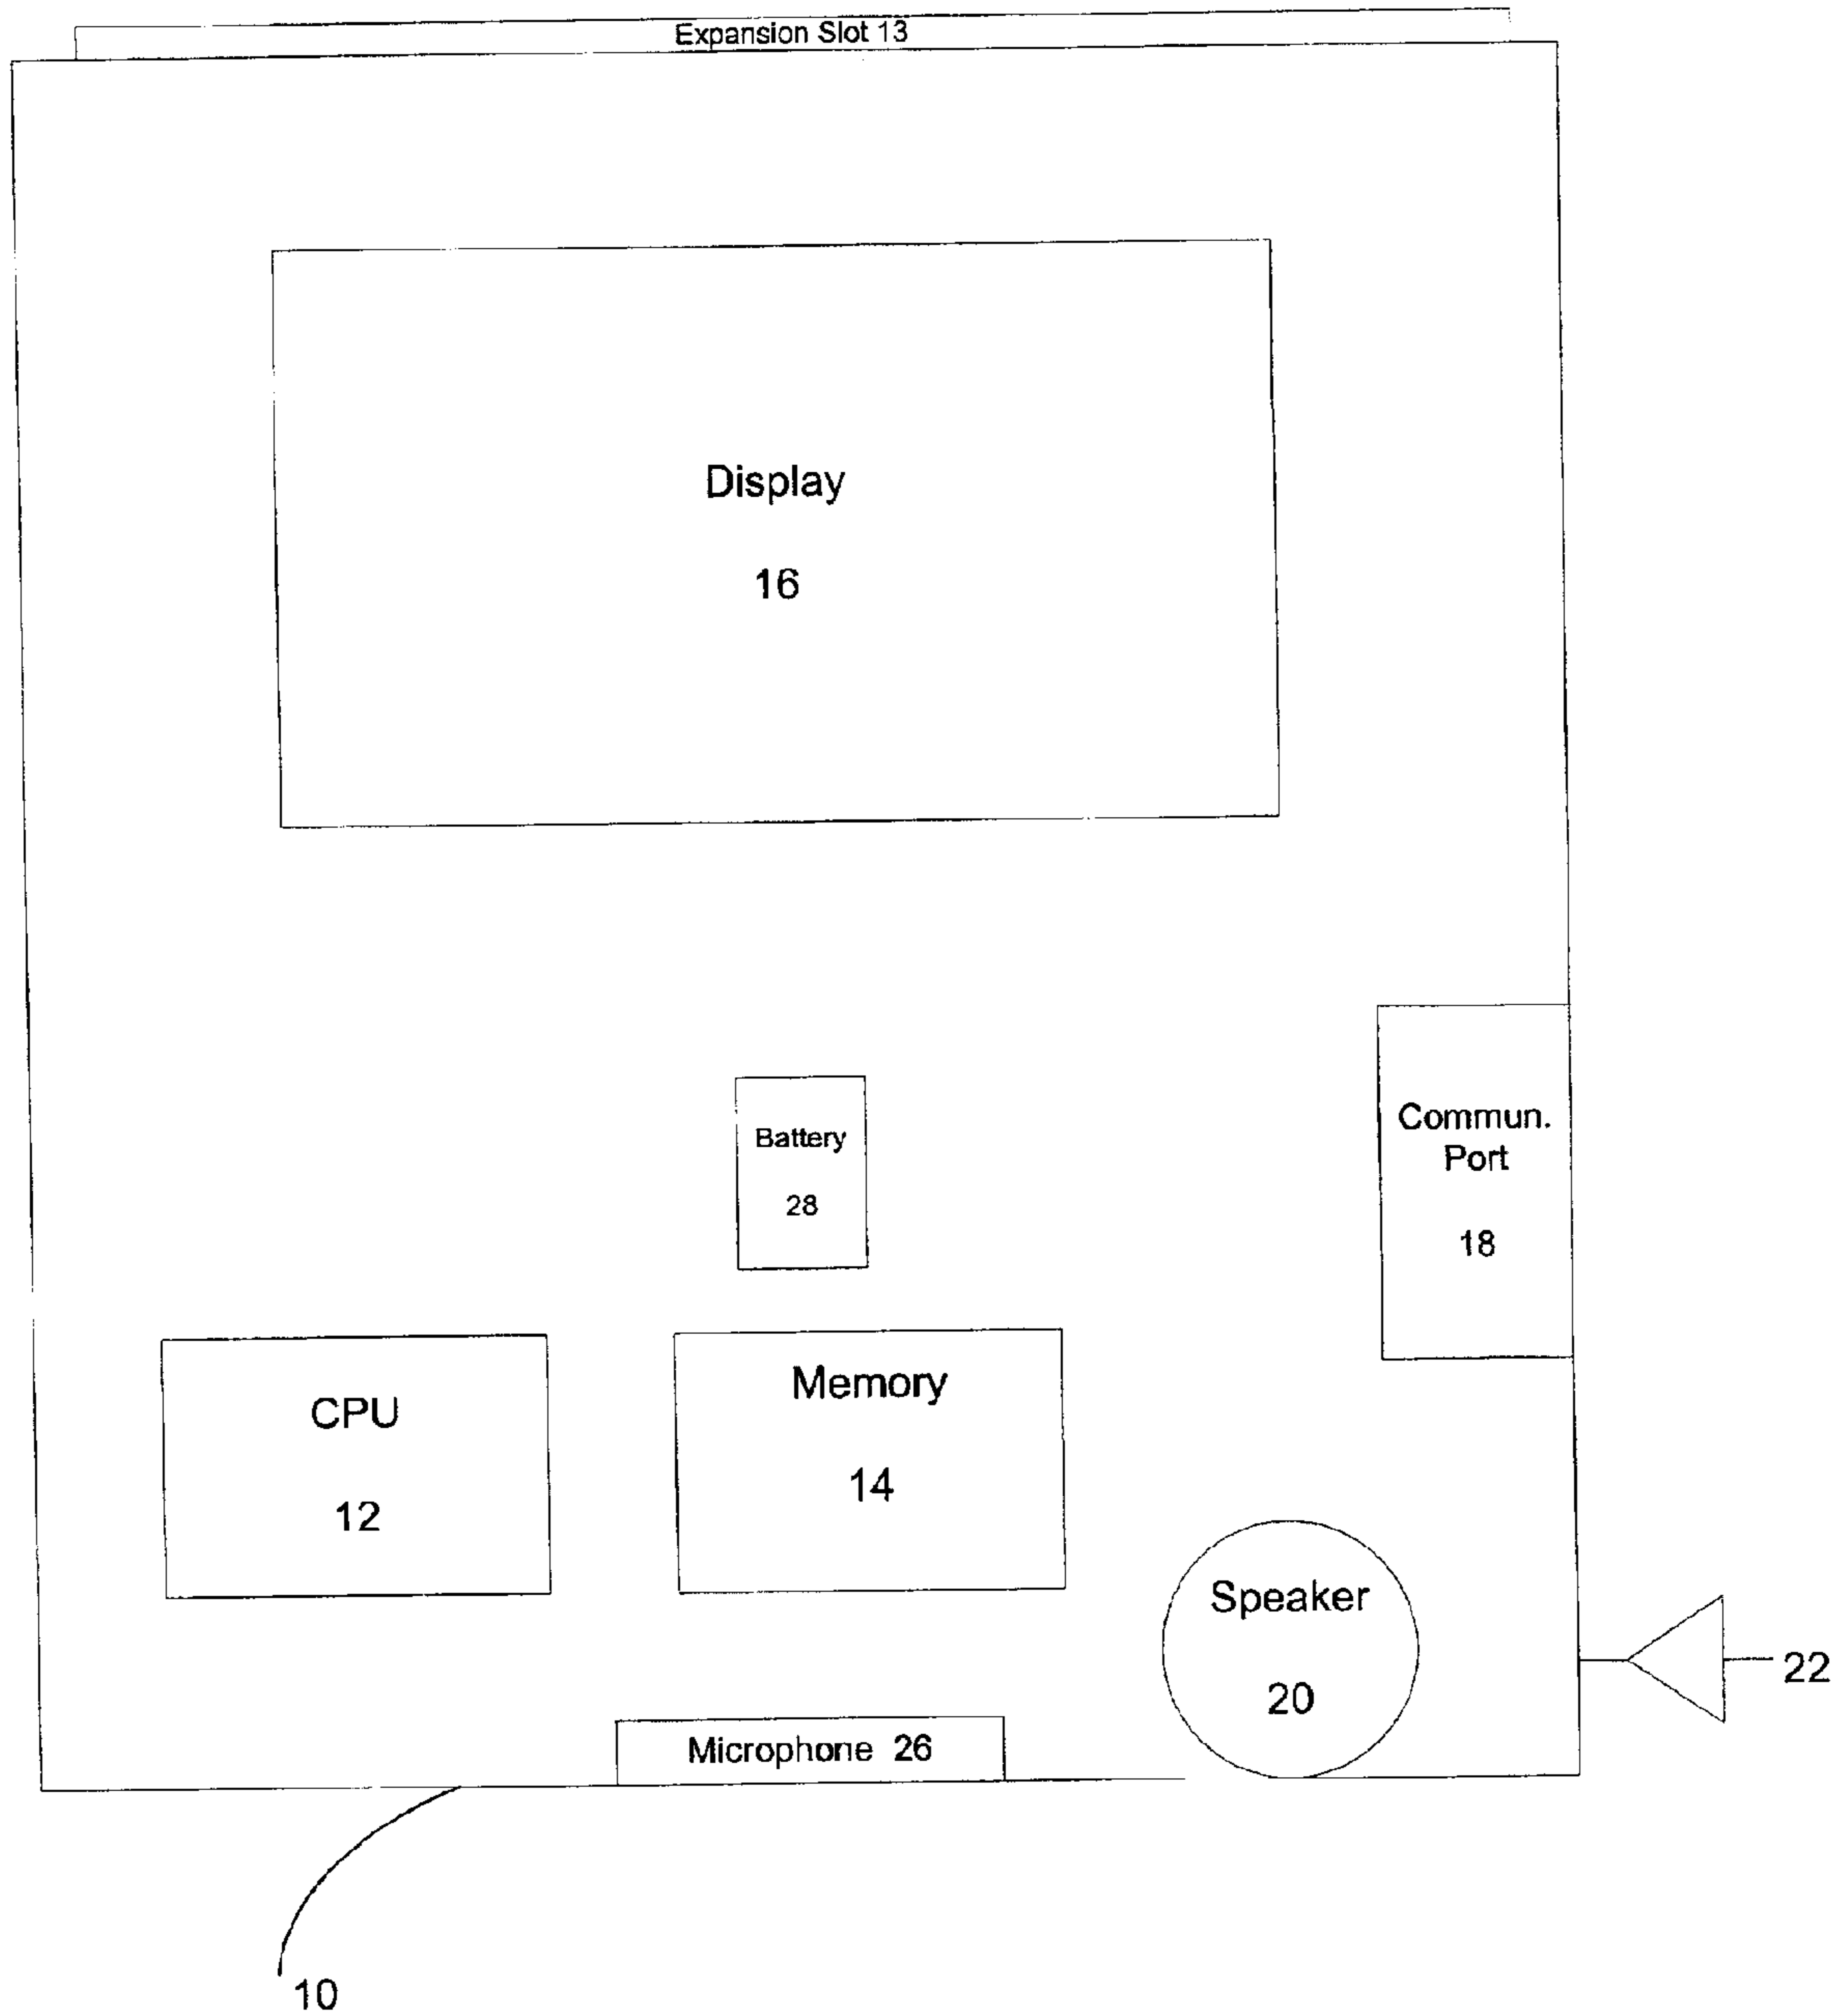 Expansion Slot 13
Display
16
Battery
28
Commun.
Port
18
CPU
12
Memory
14
Speaker
20
22
Microphone 26
10